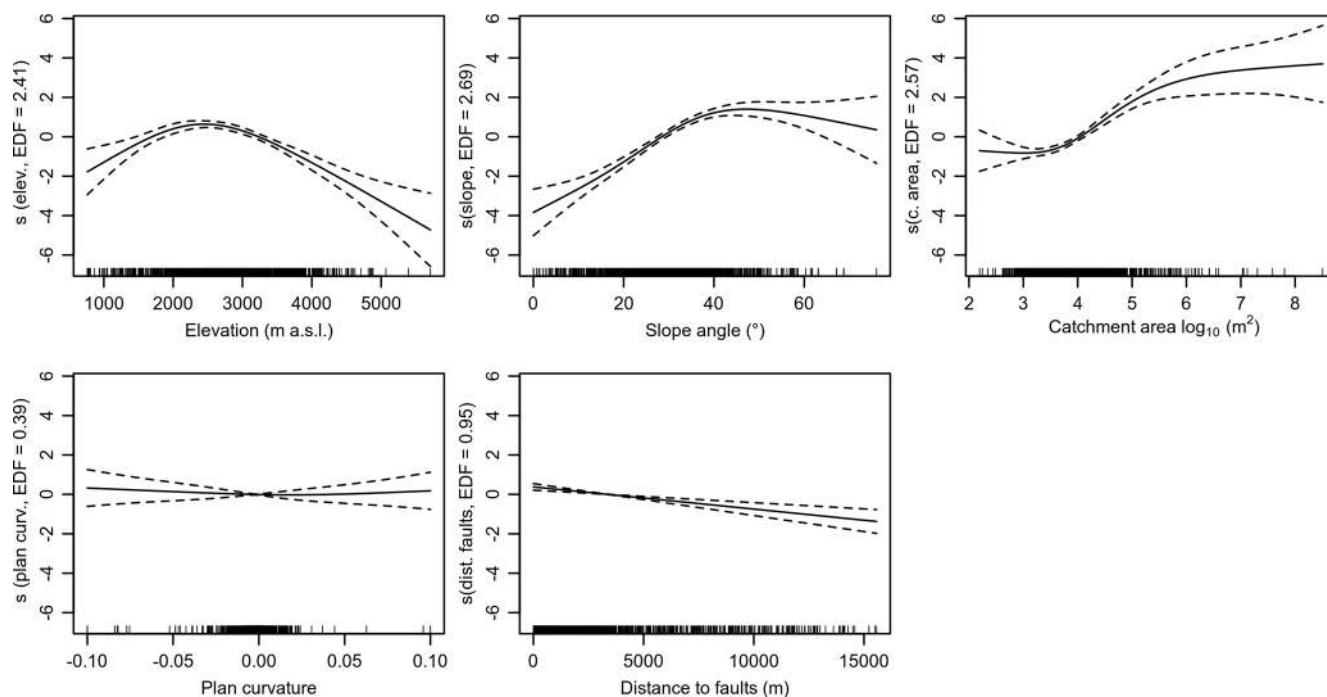 s (elev., EDF = 2.41)
6
4
2
0
-2
-4
-6
1000 2000 3000 4000 5000
Elevation (m a.s.l.)
s(slope, EDF = 2.69)
6
4
2
0
-2
-4
-6
0 20 40 60
Slope angle (°)
s(c. area, EDF = 2.57)
6
4
2
0
-2
-4
-6
2 3 4 5 6 7 8
Catchment area log₁₀ (m²)
s (plan curv., EDF = 0.39)
6
4
2
0
-2
-4
-6
-0.10 -0.05 0.00 0.05 0.10
Plan curvature
s(dist. faults, EDF = 0.95)
6
4
2
0
-2
-4
-6
0 5000 10000 15000
Distance to faults (m)